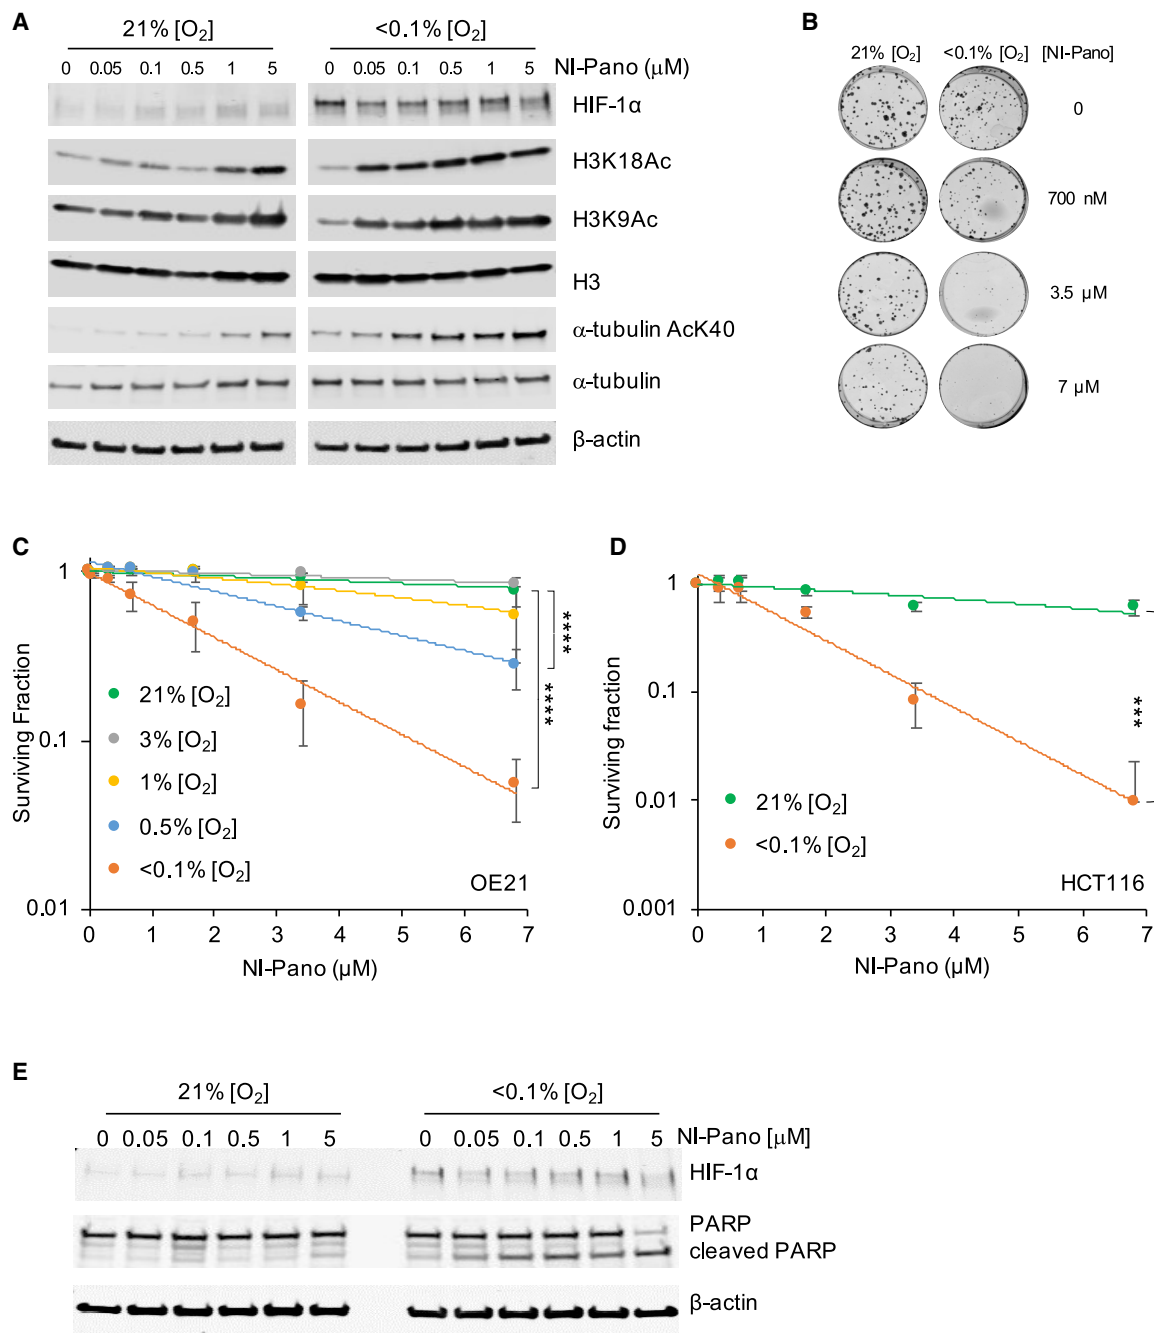 A
21% [O₂]
<0.1% [O₂]
0 0.05 0.1 0.5 1 5
0 0.05 0.1 0.5 1 5
NI-Pano (μM)
HIF-1α
H3K18Ac
H3K9Ac
H3
α-tubulin AcK40
α-tubulin
β-actin
B
21% [O₂] <0.1% [O₂] [NI-Pano]
0
700 nM
3.5 μM
7 μM
C
Surviving Fraction
1
0.1
0.01
21% [O₂]
3% [O₂]
1% [O₂]
0.5% [O₂]
<0.1% [O₂]
****
****
OE21
0 1 2 3 4 5 6 7
NI-Pano (μM)
D
Surviving fraction
1
0.1
0.01
0.001
21% [O₂]
<0.1% [O₂]
***
HCT116
0 1 2 3 4 5 6 7
NI-Pano (μM)
E
21% [O₂]
<0.1% [O₂]
0 0.05 0.1 0.5 1 5
0 0.05 0.1 0.5 1 5
NI-Pano [μM]
HIF-1α
PARP
cleaved PARP
β-actin